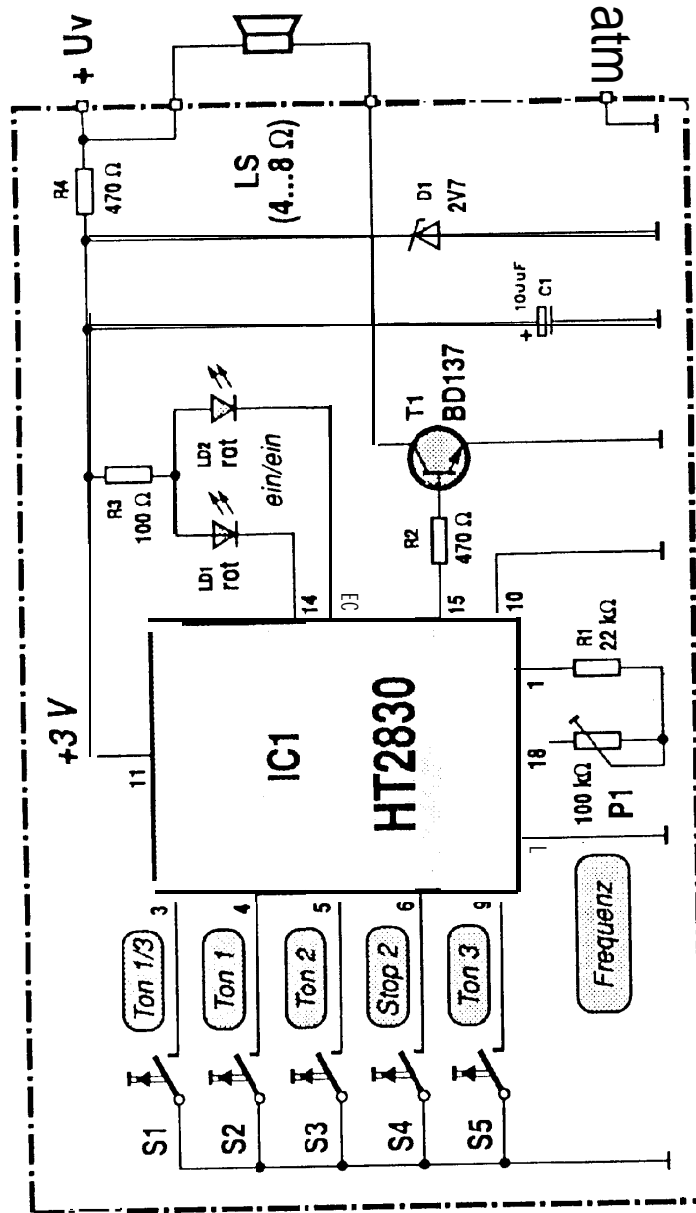 + Uv
R4
470 Ω
LS
(4...8 Ω)
D1
2V7
atm
100uF
C1
+
R3
100 Ω
LD2
rot
ein/ein
LD1
rot
T1
BD137
R2
470 Ω
+3 V
11
14
15
10
IC1
HT2830
1
R1
22 kΩ
18
100 kΩ
P1
Frequenz
3
Ton 1/3
S1
4
Ton 1
S2
5
Ton 2
S3
6
Stop 2
S4
9
Ton 3
S5